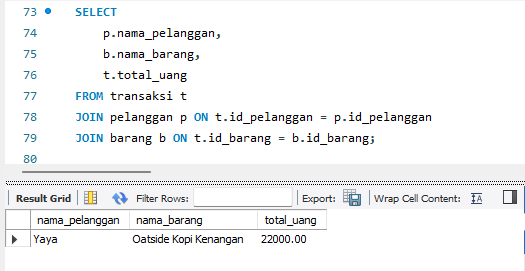 73 SELECT
74 p.nama_pelanggan,
75 b.nama_barang,
76 t.total_uang
77 FROM transaksi t
78 JOIN pelanggan p ON t.id_pelanggan = p.id_pelanggan
79 JOIN barang b ON t.id_barang = b.id_barang;
80
Result Grid Filter Rows: Export: Wrap Cell Content:
nama_pelanggan nama_barang total_uang
Yaya Oatside Kopi Kenangan 22000.00